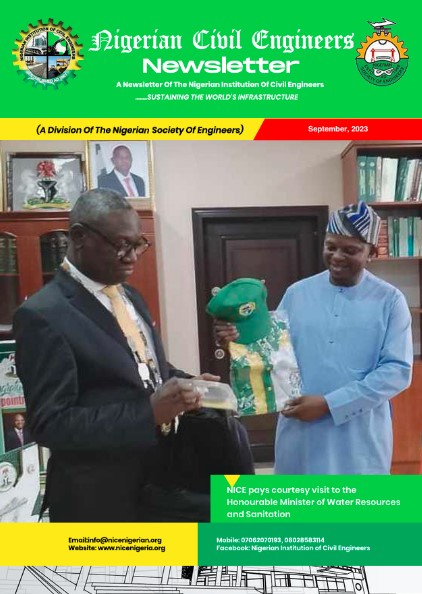 Nigerian Civil Engineers
Newsletter
A Newsletter Of The Nigerian Institution Of Civil Engineers
.......SUSTAINING THE WORLD'S INFRASTRUCTURE
(A Division Of The Nigerian Society Of Engineers)
September, 2023
NICE pays courtesy visit to the
Honourable Minister of Water Resources
and Sanitation
Email:info@nicenigerian.org
Website: www.nicenigeria.org
Mobile: 07062070193, 08038583114
Facebook: Nigerian Institution of Civil Engineers